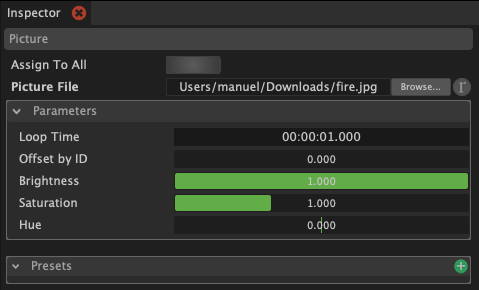 Inspector
Picture
Assign To All
Picture File Users/manuel/Downloads/fire.jpg Browse... r
Parameters
Loop Time 00:00:01.000
Offset by ID 0.000
Brightness 1.000
Saturation 1.000
Hue 0.000
Presets